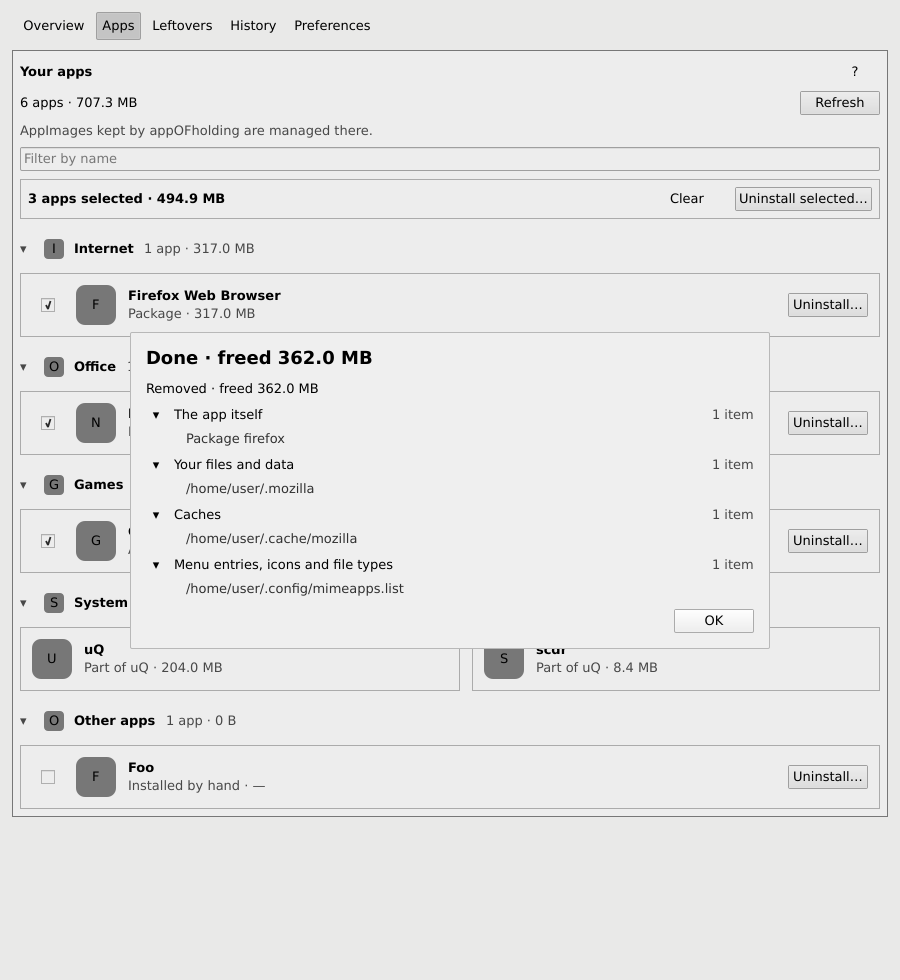 Overview Apps Leftovers History Preferences
Your apps ?
6 apps · 707.3 MB Refresh
AppImages kept by appOFholding are managed there.
Filter by name
3 apps selected · 494.9 MB Clear Uninstall selected...
▾ I Internet 1 app · 317.0 MB
F Firefox Web Browser Uninstall...
Package · 317.0 MB
▾ O Office
N Uninstall...
▾ G Games
G Uninstall...
▾ S System
Done · freed 362.0 MB
Removed · freed 362.0 MB
▾ The app itself 1 item
Package firefox
▾ Your files and data 1 item
/home/user/.mozilla
▾ Caches 1 item
/home/user/.cache/mozilla
▾ Menu entries, icons and file types 1 item
/home/user/.config/mimeapps.list
OK
U uQ
Part of uQ · 204.0 MB
S
Part of uQ · 8.4 MB
▾ O Other apps 1 app · 0 B
F Foo Uninstall...
Installed by hand · —